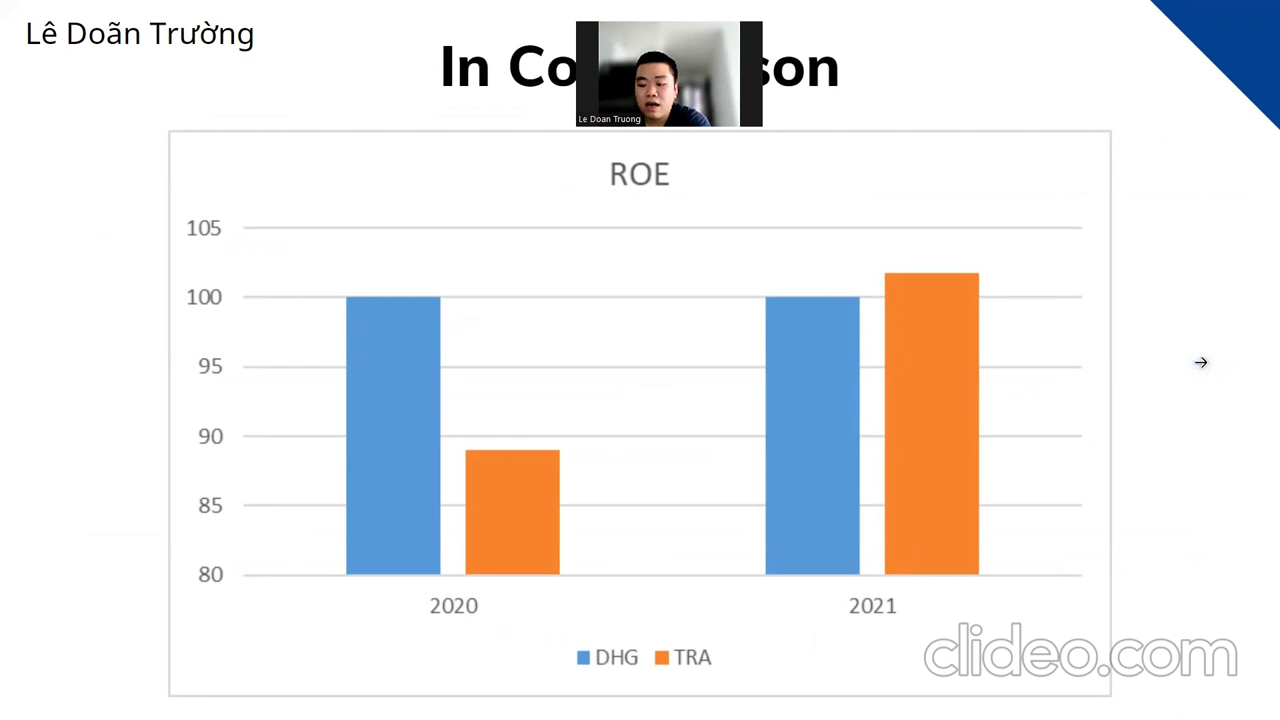 Lê Doãn Trường
In Co son
Le Doan Truong
ROE
105
100
95
90
85
80
2020 2021
DHG TRA
clideo.com